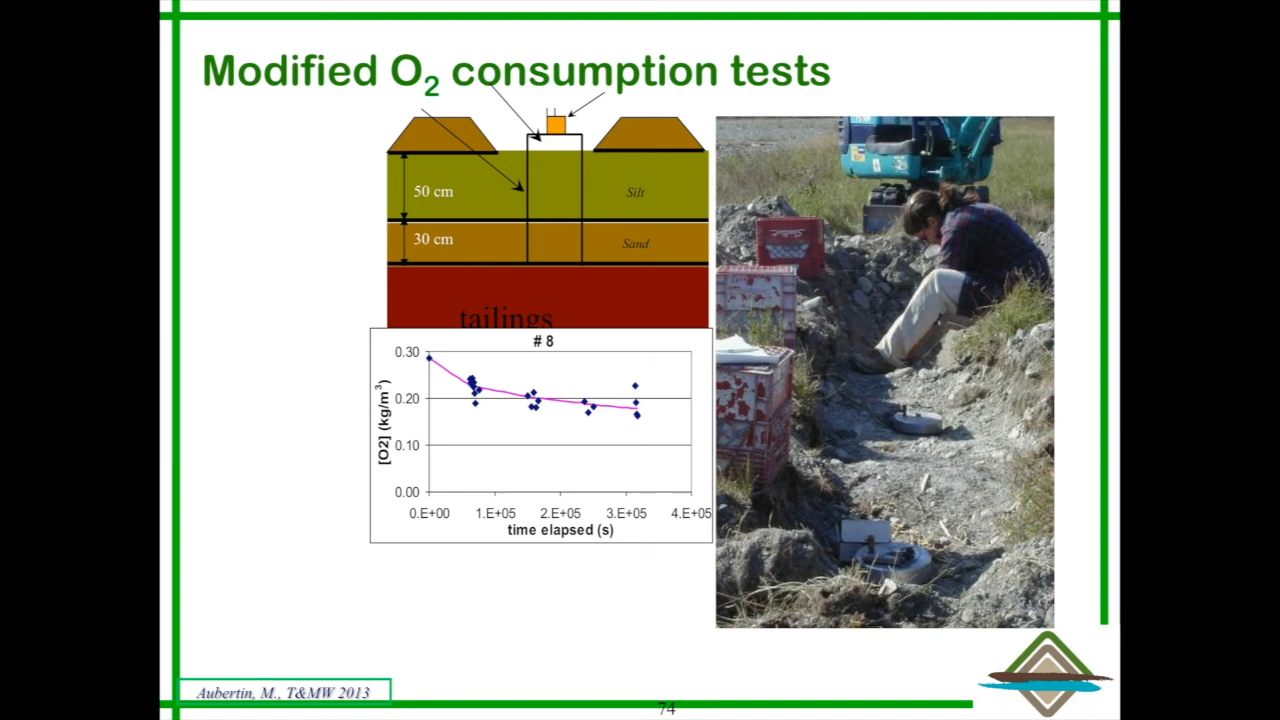 Modified O2 consumption tests
50 cm
Silt
30 cm
Sand
tailings
# 8
[O2] (kg/m3)
0.30
0.20
0.10
0.00
0.E+00 1.E+05 2.E+05 3.E+05 4.E+05
time elapsed (s)
Aubertin, M., T&MW 2013
74